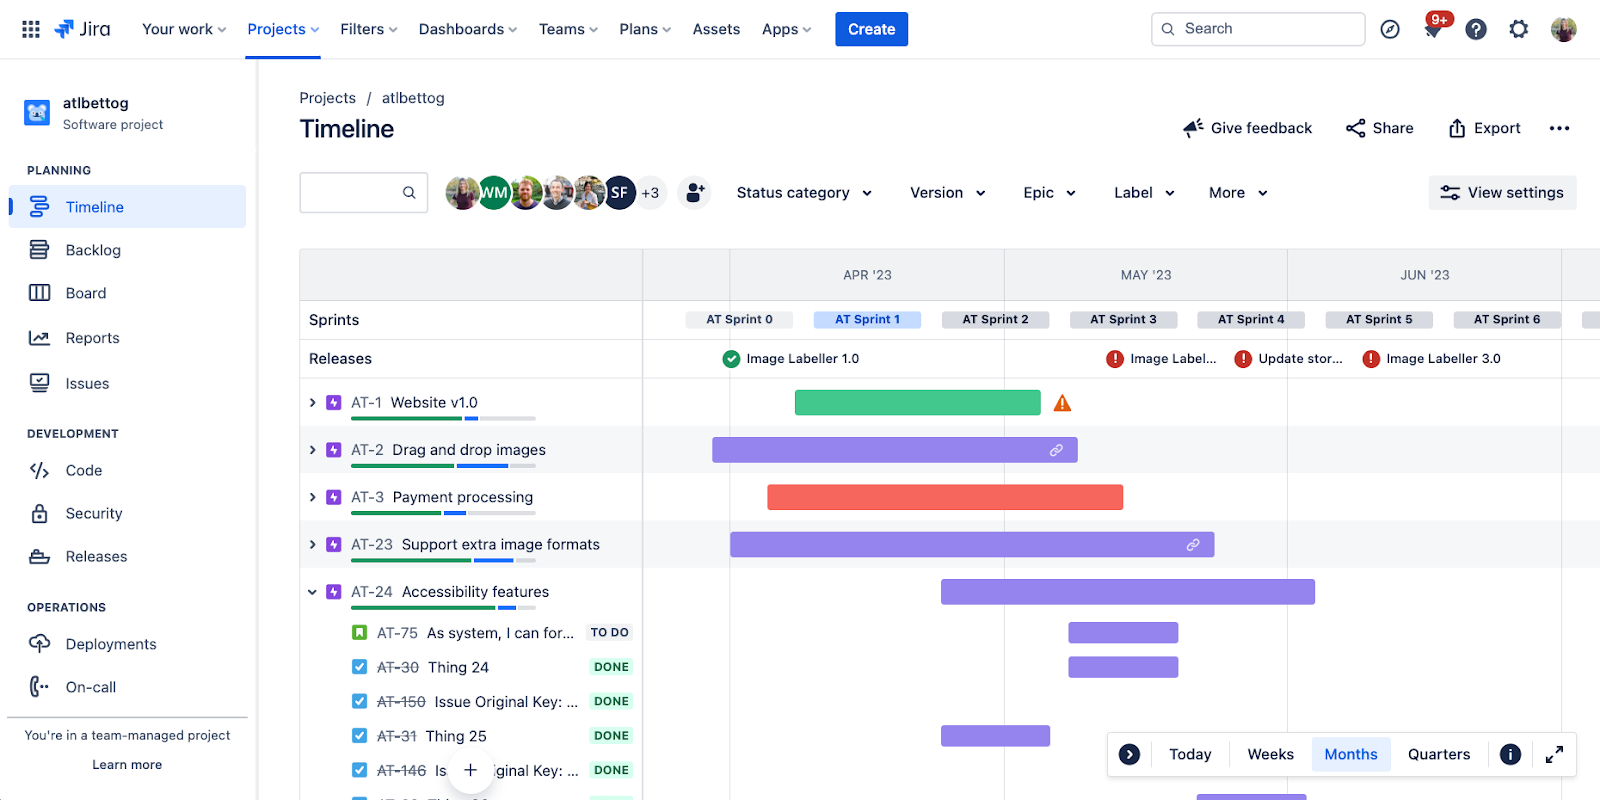 Jira Your work Projects Filters Dashboards Teams Plans Assets Apps Create Search 9+
atlbettog
Software project
PLANNING
Timeline
Backlog
Board
Reports
Issues
DEVELOPMENT
Code
Security
Releases
OPERATIONS
Deployments
On-call
You're in a team-managed project
Learn more
Projects / atlbettog
Timeline
Give feedback Share Export
WM SF +3 Status category Version Epic Label More View settings
APR '23 MAY '23 JUN '23
Sprints AT Sprint 0 AT Sprint 1 AT Sprint 2 AT Sprint 3 AT Sprint 4 AT Sprint 5 AT Sprint 6
Releases Image Labeller 1.0 Image Label... Update stor... Image Labeller 3.0
AT-1 Website v1.0
AT-2 Drag and drop images
AT-3 Payment processing
AT-23 Support extra image formats
AT-24 Accessibility features
AT-75 As system, I can for... TO DO
AT-30 Thing 24 DONE
AT-150 Issue Original Key: ... DONE
AT-31 Thing 25 DONE
AT-146 Key: ... DONE
Today Weeks Months Quarters